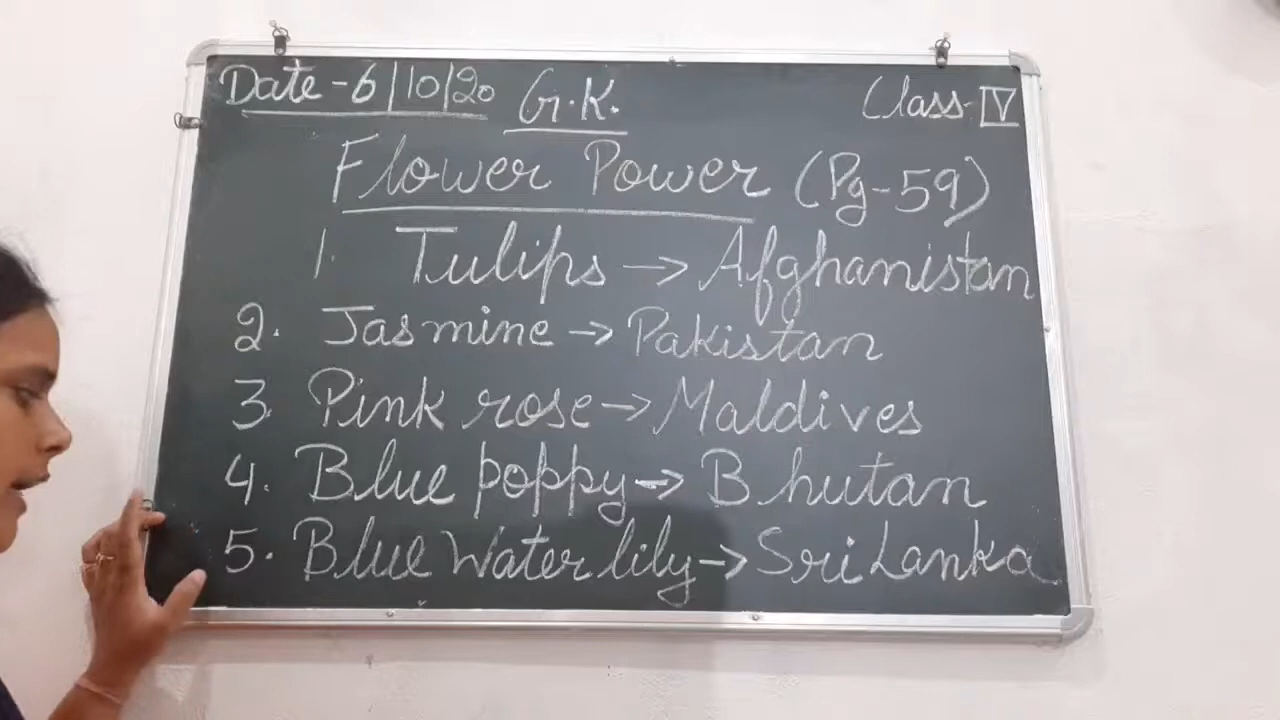 Date-6|10|20 G.K. Class-V
Flower Power (Pg-59)
1. Tulips → Afghanistan
2. Jasmine → Pakistan
3 Pink rose → Maldives
4. Blue poppy → Bhutan
5. Blue Water lily → Sri Lanka